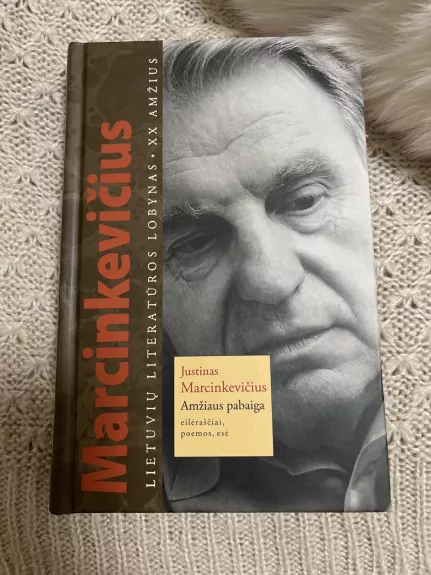 Marcinkevičius
LIETUVIŲ LITERATŪROS LOBYNAS • XX AMŽIUS
Justinas
Marcinkevičius
Amžiaus pabaiga
eilėraščiai,
poemos, esė